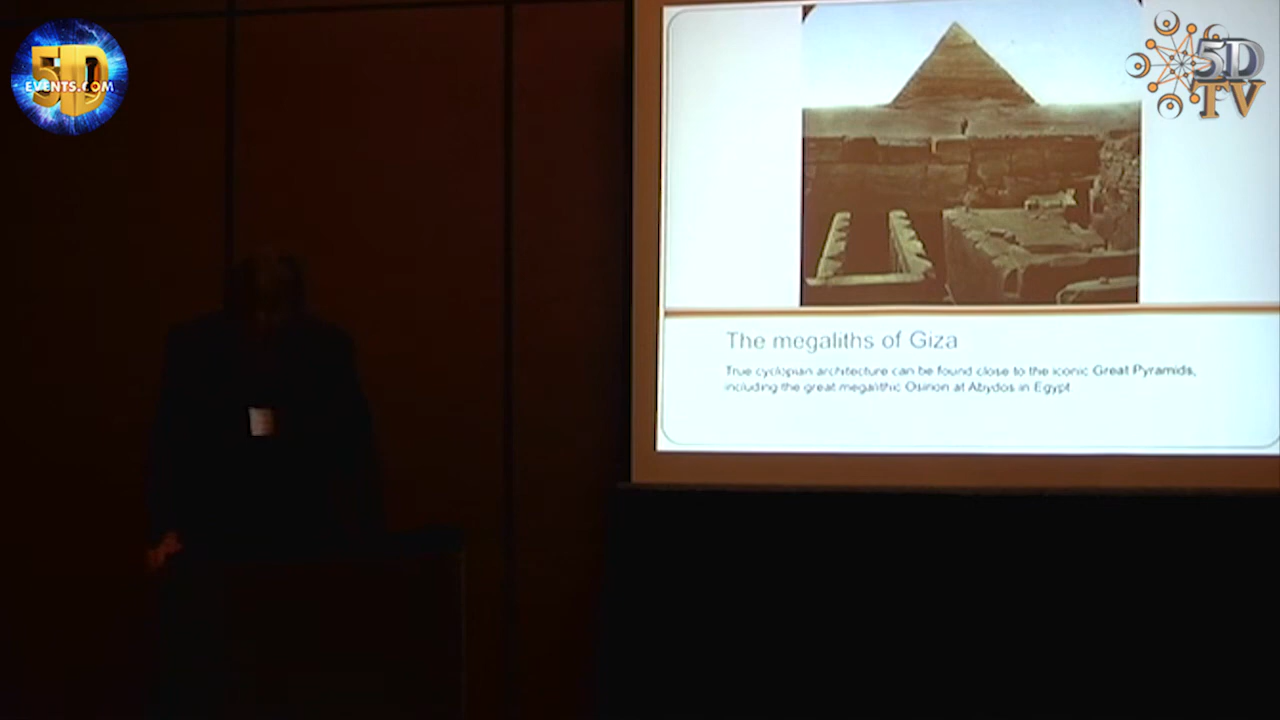 5D
EVENTS.COM
5D
TV
The megaliths of Giza
True cyclopian architecture can be found close to the iconic Great Pyramids,
including the great megalithic Osirion at Abydos in Egypt